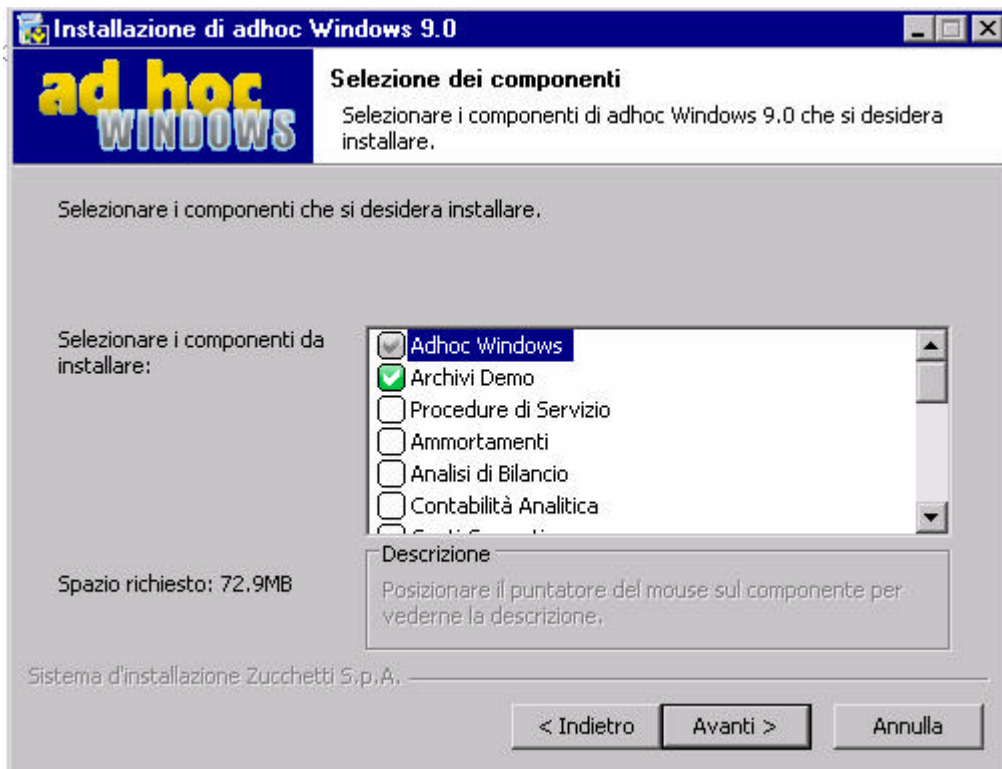 Installazione di adhoc Windows 9.0
ad hoc
WINDOWS
Selezione dei componenti
Selezionare i componenti di adhoc Windows 9.0 che si desidera
installare.
Selezionare i componenti che si desidera installare.
Selezionare i componenti da
installare:
Adhoc Windows
Archivi Demo
Procedure di Servizio
Ammortamenti
Analisi di Bilancio
Contabilità Analitica
Spazio richiesto: 72.9MB
Descrizione
Posizionare il puntatore del mouse sul componente per
vederne la descrizione.
Sistema d'installazione Zucchetti S.p.A.
< Indietro
Avanti >
Annulla